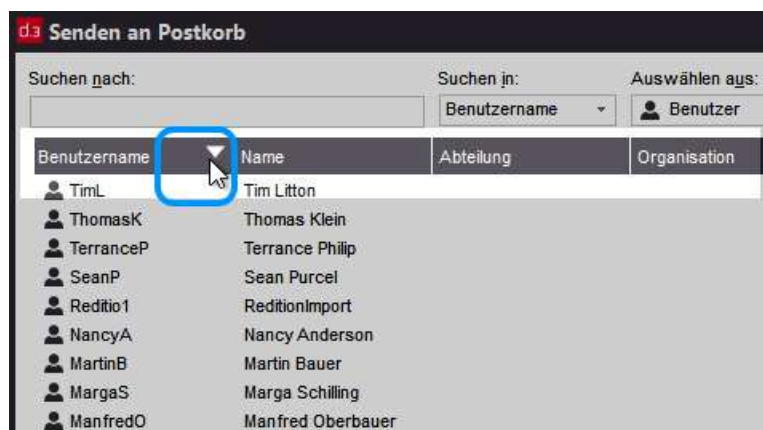 d.3 Senden an Postkorb
Suchen nach: Suchen in: Auswählen aus:
Benutzername Benutzer
Benutzername Name Abteilung Organisation
TimL Tim Litton
ThomasK Thomas Klein
TerranceP Terrance Philip
SeanP Sean Purcel
Reditio1 ReditionImport
NancyA Nancy Anderson
MartinB Martin Bauer
MargaS Marga Schilling
ManfredO Manfred Oberbauer